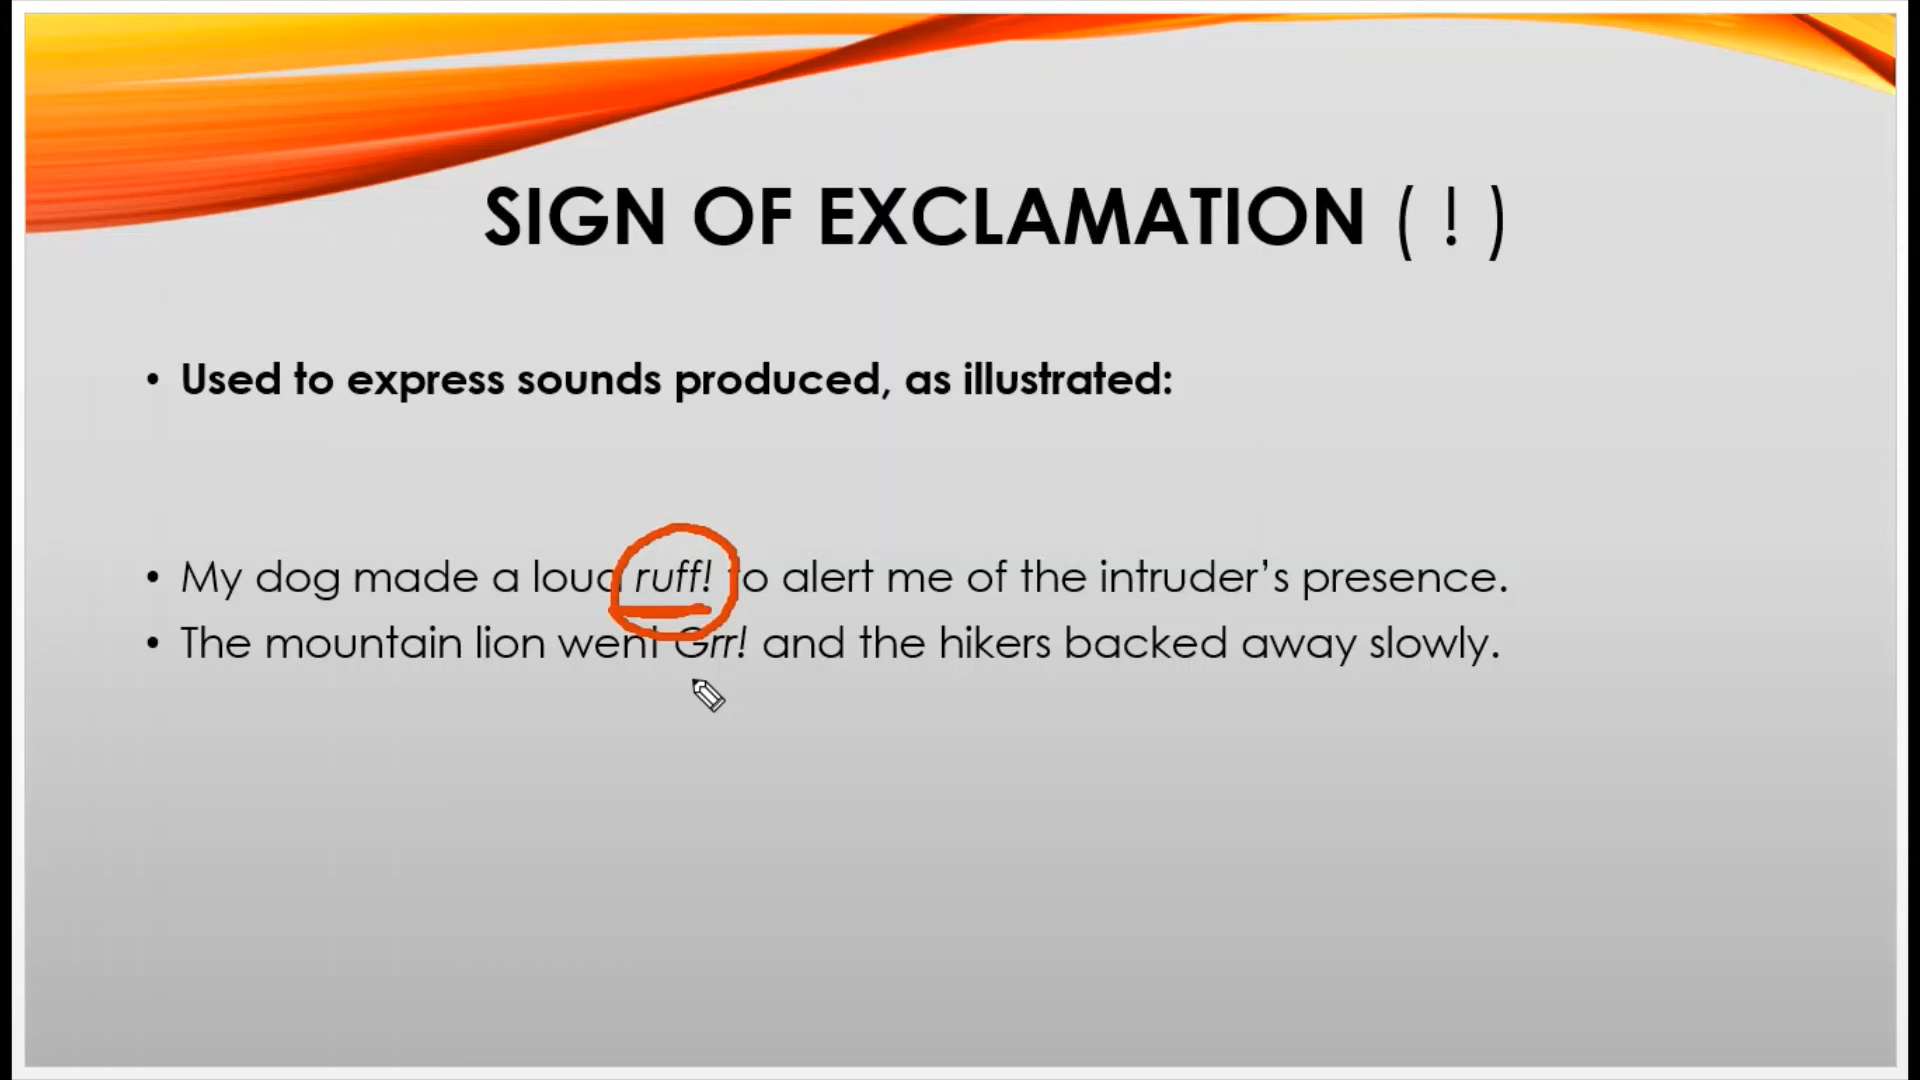 SIGN OF EXCLAMATION ( ! )
• Used to express sounds produced, as illustrated:
• My dog made a loud ruff! to alert me of the intruder’s presence.
• The mountain lion went Grr! and the hikers backed away slowly.